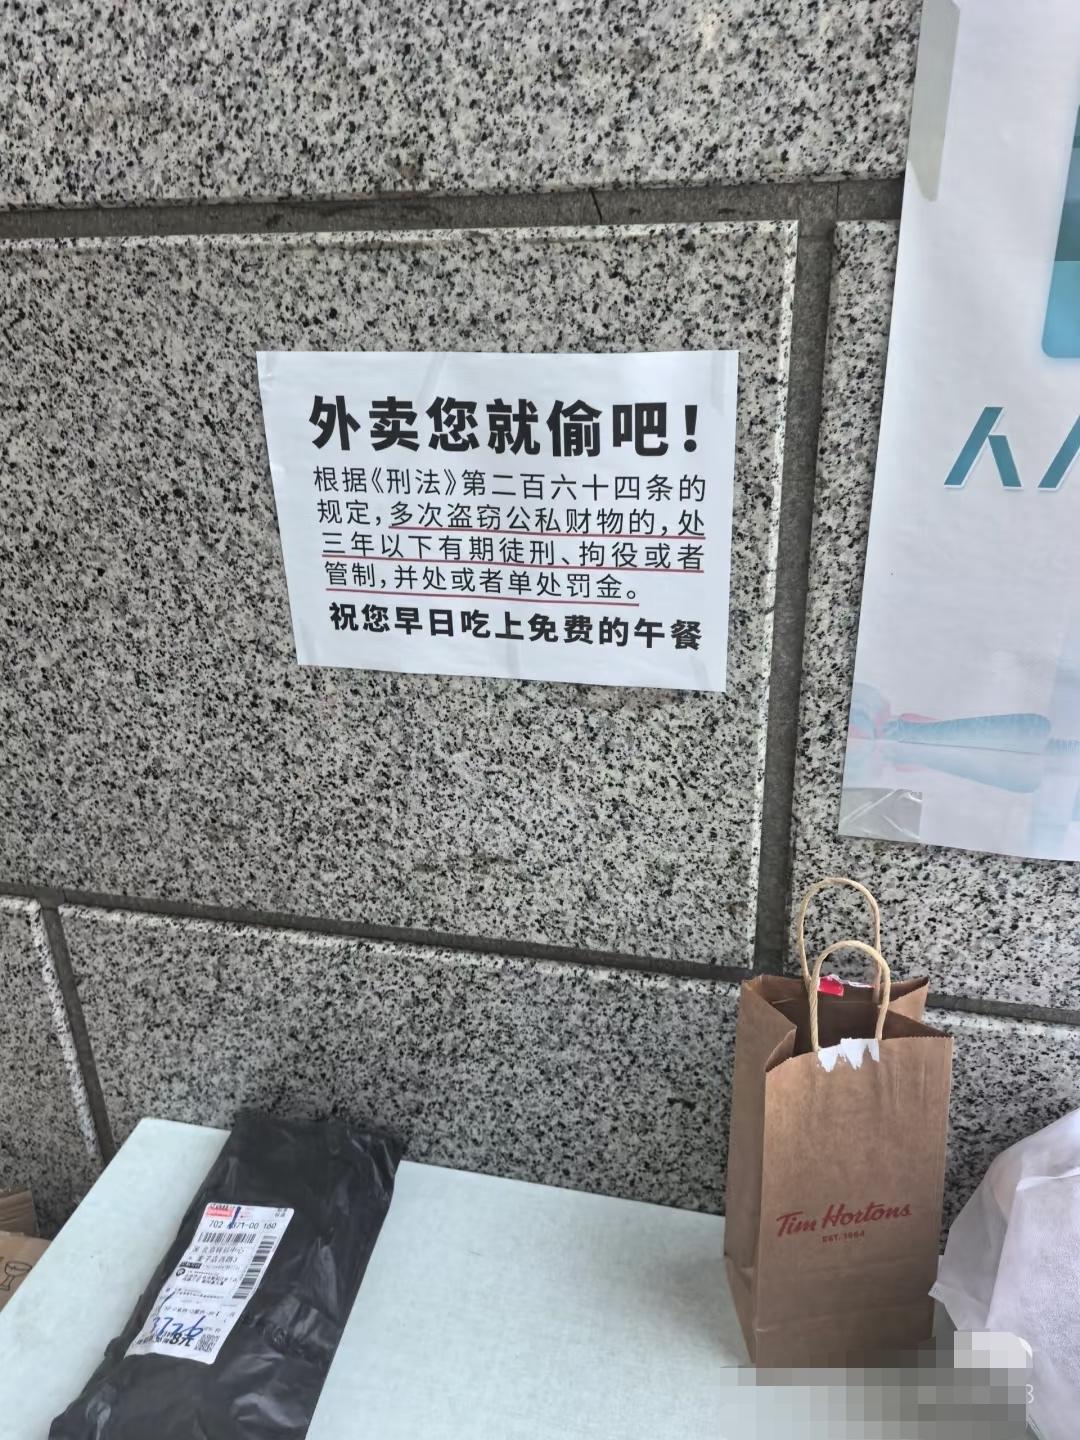 外卖您就偷吧！
根据《刑法》第二百六十四条的
规定，多次盗窃公私财物的，处
三年以下有期徒刑、拘役或者
管制，并处或者单处罚金。
祝您早日吃上免费的午餐
Tim Hortons
EST. 1964